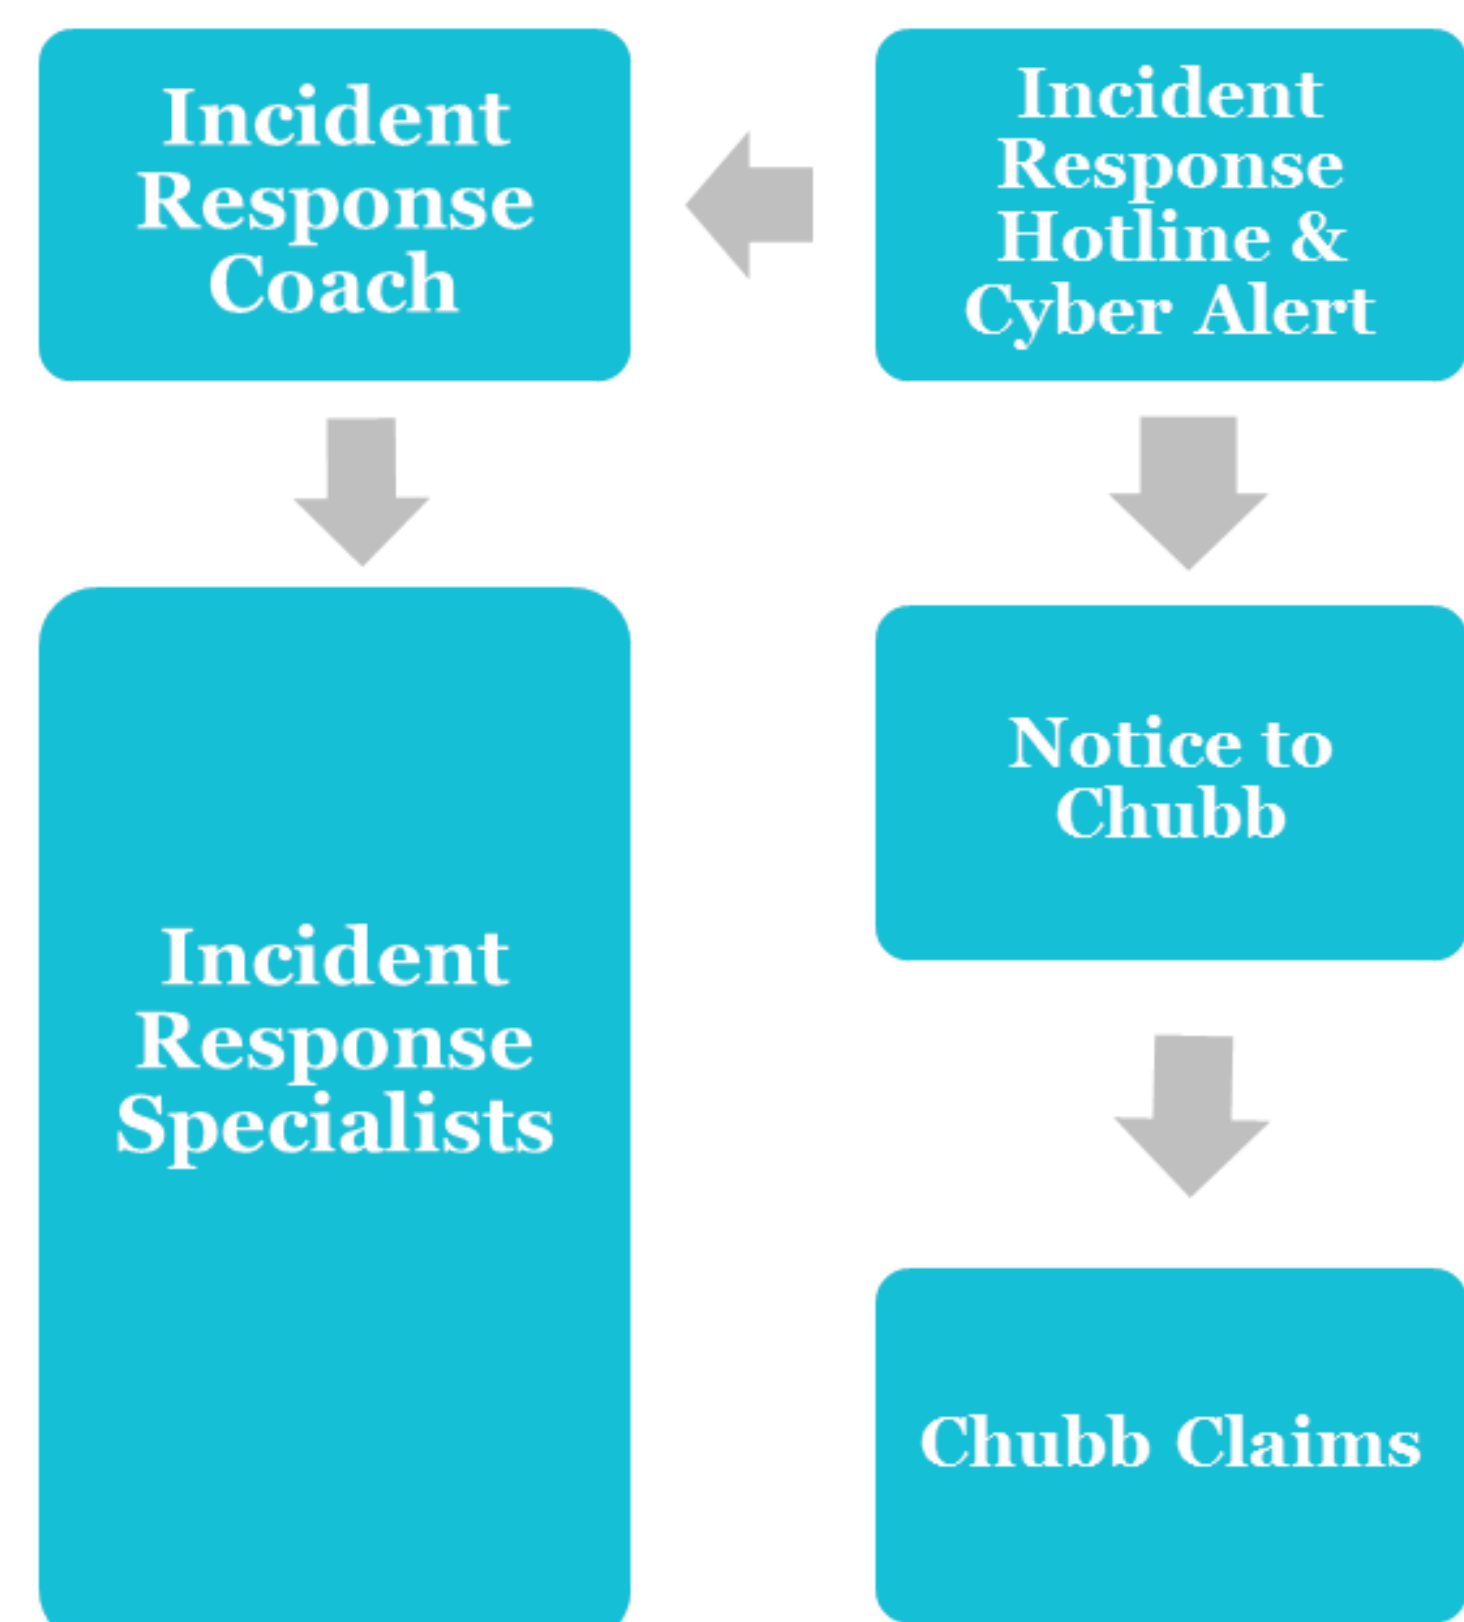 Incident
Response
Coach
Incident
Response
Hotline &
Cyber Alert
Incident
Response
Specialists
Notice to
Chubb
Chubb Claims